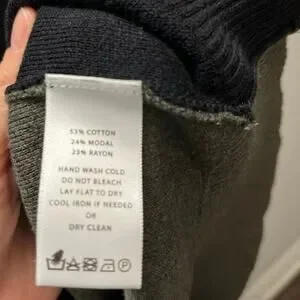 53% COTTON
24% MODAL
23% RAYON
HAND WASH COLD
DO NOT BLEACH
LAY FLAT TO DRY
COOL IRON IF NEEDED
OR
DRY CLEAN